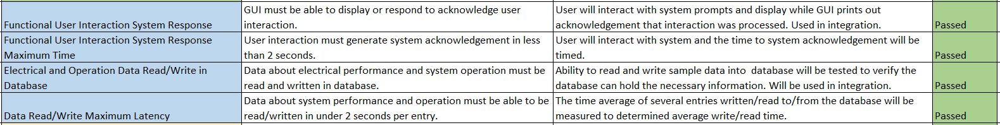 Functional User Interaction System Response
GUI must be able to display or respond to acknowledge user
interaction.
User will interact with system prompts and display while GUI prints out
acknowledgement that interaction was processed. Used in integration.
Passed
Functional User Interaction System Response
Maximum Time
User interaction must generate system acknowledgement in less
than 2 seconds.
User will interact with system and the time to system acknowledgement will be
timed.
Passed
Electrical and Operation Data Read/Write in
Database
Data about electrical performance and system operation must be
read and written in database.
Ability to read and write sample data into  database will be tested to verify the
database can hold the necessary information. Will be used in integration.
Passed
Data Read/Write Maximum Latency
Data about system performance and operation must be able to be
read/written in under 2 seconds per entry.
The time average of several entries written/read to/from the database will be
measured to determined average write/read time.
Passed